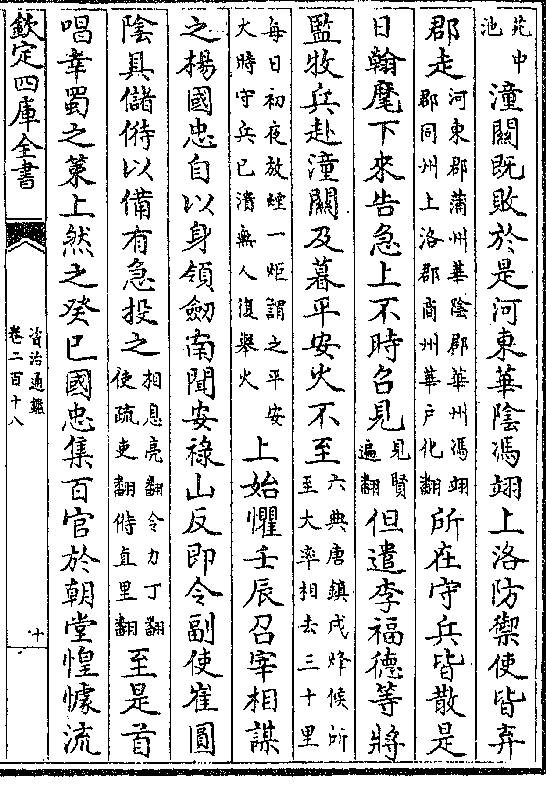 苑中池潼關既敗於是河東華陰馮翊上洛防禦使皆弃
郡走河東郡蒲州華陰郡華州馮翊郡同州上洛郡商州華戶化翻所在守兵皆散是
日翰麾下來告急上不時召見見賢遍翻但遣李福德等將
監牧兵赴潼關及暮平安火不至六典唐鎮戍烽候所至大率相去三十里
每日初夜放煙一炬謂之平安火時守兵已潰無人復舉火上始懼壬辰召宰相謀
之楊國忠自以身領劔南聞安祿山反即令副使崔圓
陰具儲偫以備有急投之相息亮翻令力丁翻使疏吏翻偫直里翻至是首
唱幸蜀之策上然之癸巳國忠集百官於朝堂惶懅流
欽定四庫全書
資治通鑑
卷二百十八
十